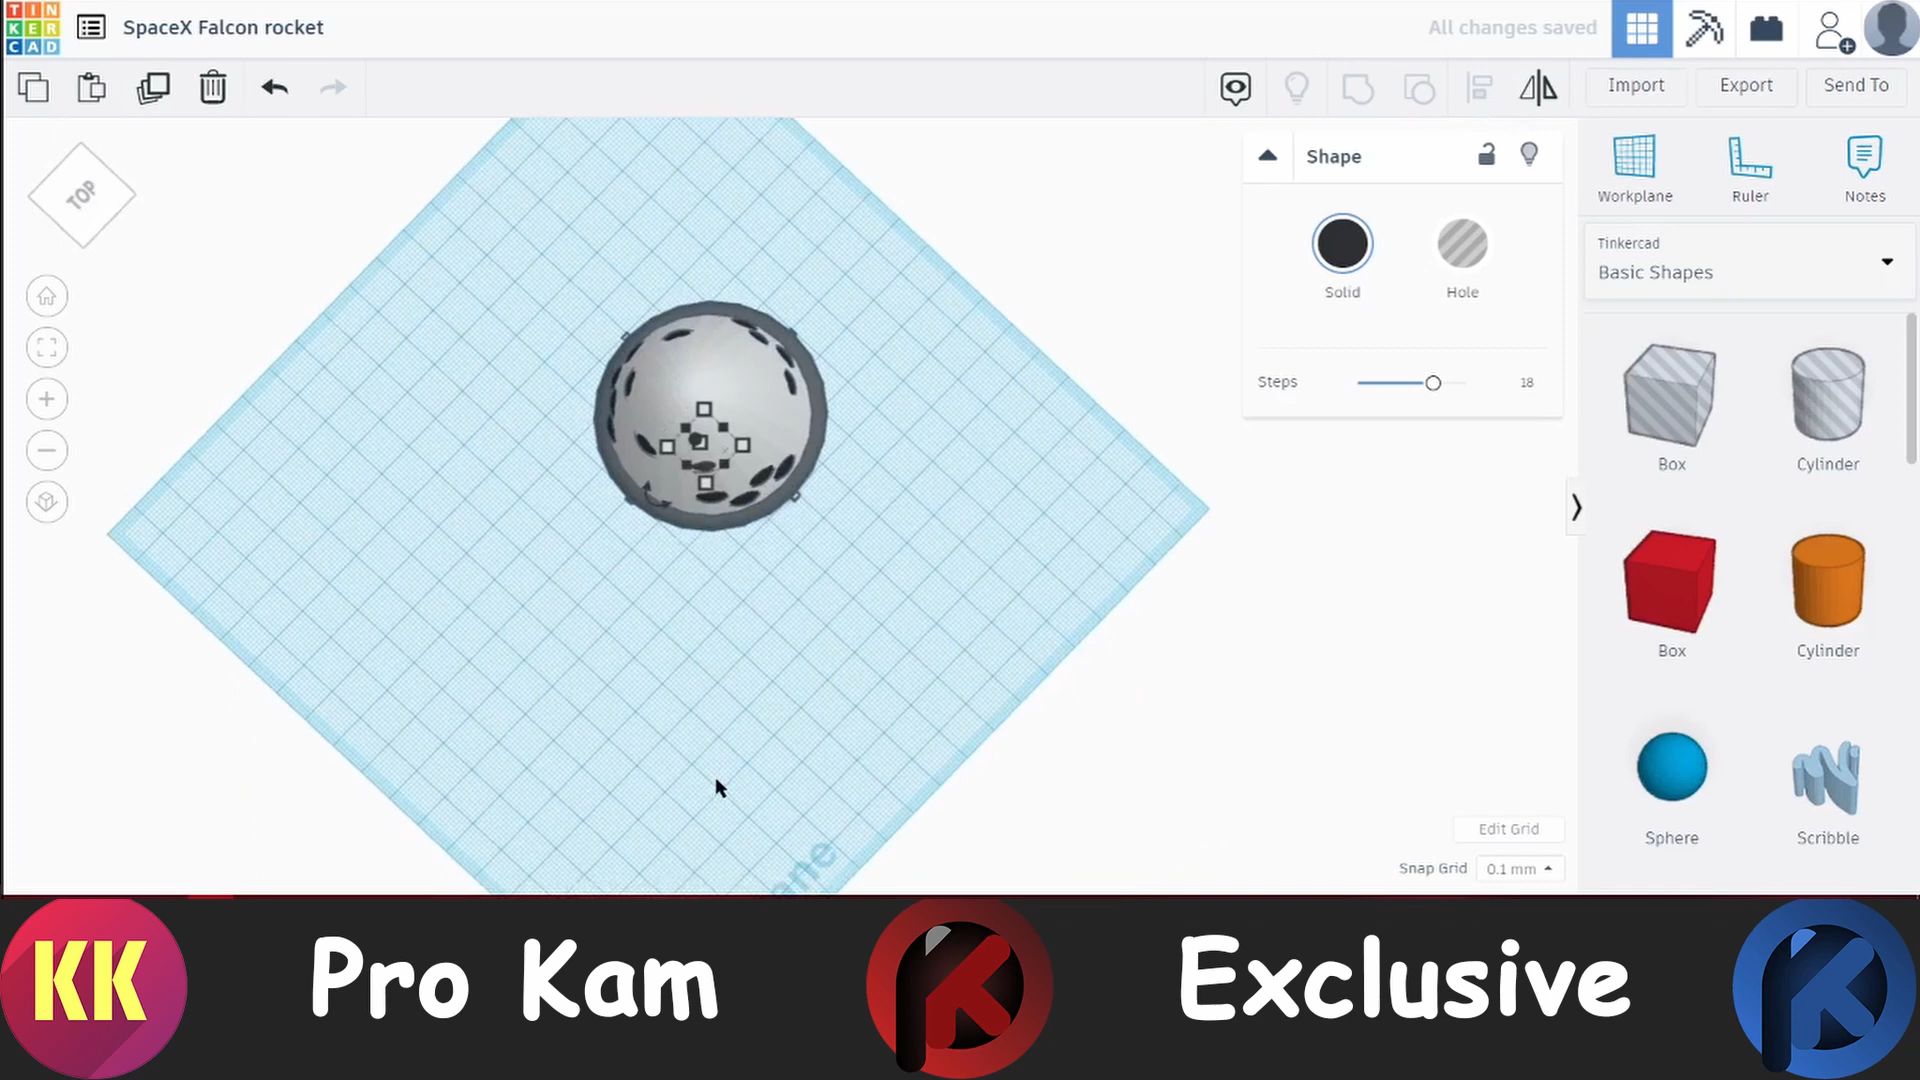 TIN
KER
CAD
SpaceX Falcon rocket
All changes saved
Import
Export
Send To
TOP
Shape
Solid
Hole
Steps
18
Workplane
Ruler
Notes
Tinkercad
Basic Shapes
Box
Cylinder
Box
Cylinder
Sphere
Scribble
Edit Grid
Snap Grid
0.1 mm
ane
KK
Pro Kam
Exclusive